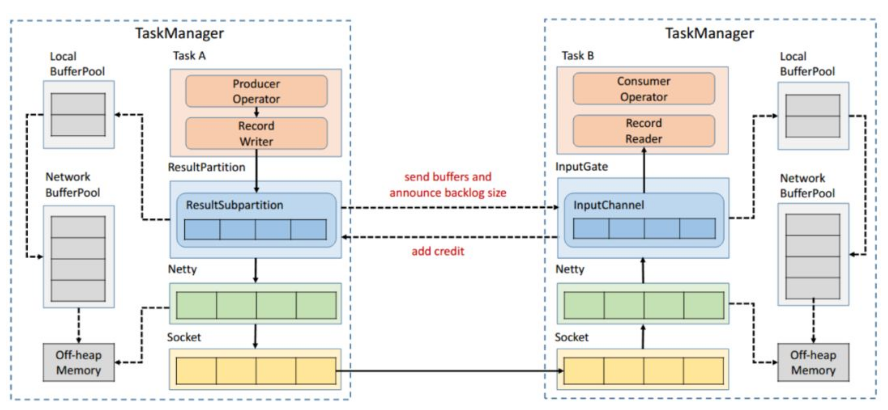 TaskManager
Local
BufferPool
Task A
Producer
Operator
Record
Writer
ResultPartition
Network
BufferPool
ResultSubpartition
Netty
Socket
Off-heap
Memory
send buffers and
announce backlog size
add credit
TaskManager
Task B
Local
BufferPool
Consumer
Operator
Record
Reader
InputGate
Network
BufferPool
InputChannel
Netty
Socket
Off-heap
Memory